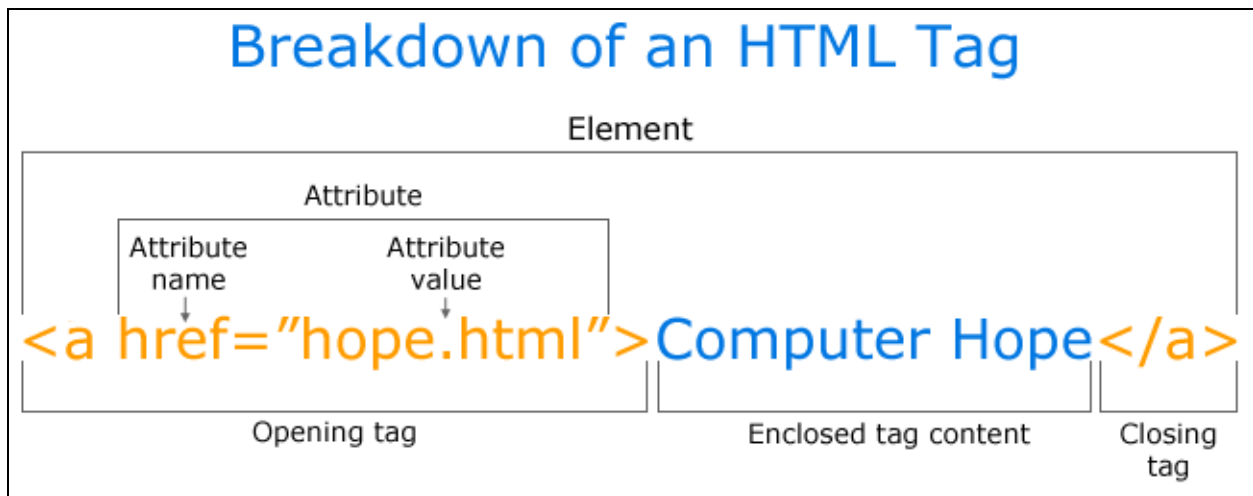 Breakdown of an HTML Tag
Element
Attribute
Attribute name
Attribute value
<a href=”hope.html”>Computer Hope</a>
Opening tag
Enclosed tag content
Closing tag